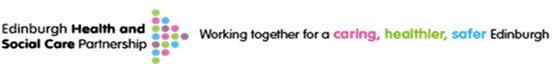 Edinburgh Health and
Social Care Partnership
Working together for a caring, healthier, safer Edinburgh